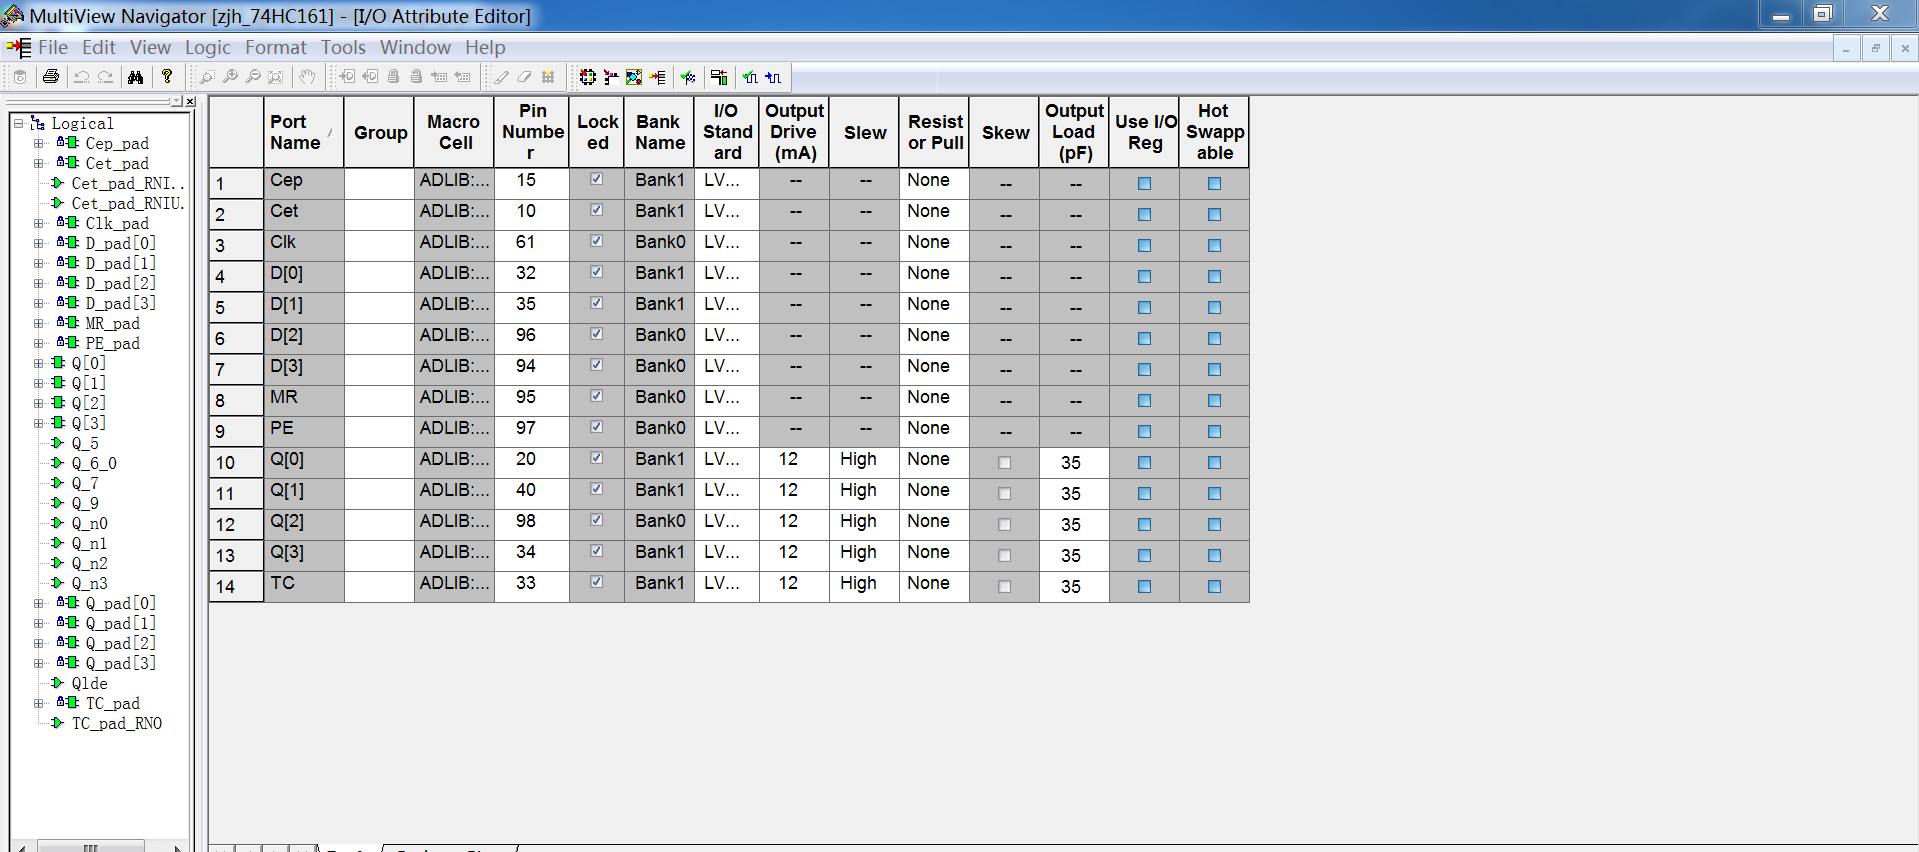 MultiView Navigator [zjh_74HC161] - [I/O Attribute Editor]
File Edit View Logic Format Tools Window Help
Logical
Cep_pad
Cet_pad
Cet_pad_RNI..
Cet_pad_RNIU.
Clk_pad
D_pad[0]
D_pad[1]
D_pad[2]
D_pad[3]
MR_pad
PE_pad
Q[0]
Q[1]
Q[2]
Q[3]
Q_5
Q_6_0
Q_7
Q_9
Q_n0
Q_n1
Q_n2
Q_n3
Q_pad[0]
Q_pad[1]
Q_pad[2]
Q_pad[3]
Qlde
TC_pad
TC_pad_RNO
Port Name Group Macro Cell Pin Number Locked Bank Name I/O Standard Output Drive (mA) Slew Resistor Pull Skew Output Load (pF) Use I/O Reg Hot Swappable
1 Cep ADLIB:... 15 Bank1 LV... -- -- None -- --
2 Cet ADLIB:... 10 Bank1 LV... -- -- None -- --
3 Clk ADLIB:... 61 Bank0 LV... -- -- None -- --
4 D[0] ADLIB:... 32 Bank1 LV... -- -- None -- --
5 D[1] ADLIB:... 35 Bank1 LV... -- -- None -- --
6 D[2] ADLIB:... 96 Bank0 LV... -- -- None -- --
7 D[3] ADLIB:... 94 Bank0 LV... -- -- None -- --
8 MR ADLIB:... 95 Bank0 LV... -- -- None -- --
9 PE ADLIB:... 97 Bank0 LV... -- -- None -- --
10 Q[0] ADLIB:... 20 Bank1 LV... 12 High None 35
11 Q[1] ADLIB:... 40 Bank1 LV... 12 High None 35
12 Q[2] ADLIB:... 98 Bank0 LV... 12 High None 35
13 Q[3] ADLIB:... 34 Bank1 LV... 12 High None 35
14 TC ADLIB:... 33 Bank1 LV... 12 High None 35